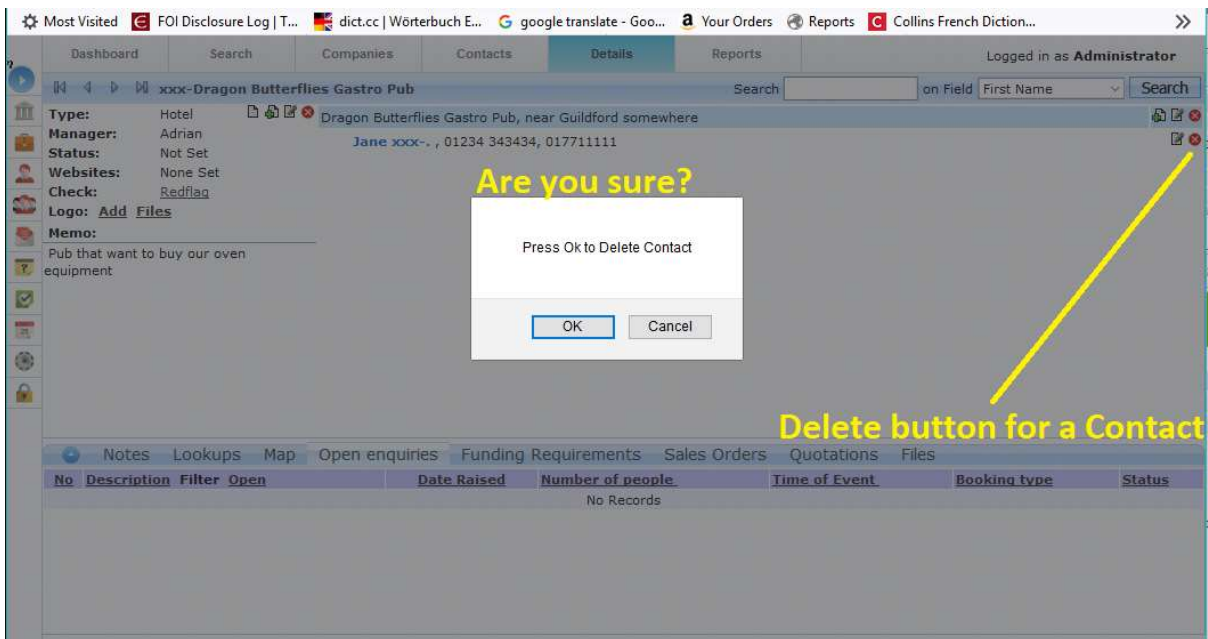 Most Visited FOI Disclosure Log | T... dict.cc | Wörterbuch E... google translate - Goo... Your Orders Reports Collins French Diction...
Dashboard Search Companies Contacts Details Reports Logged in as Administrator
xxx-Dragon Butterflies Gastro Pub Search on Field First Name Search
Type: Hotel Dragon Butterflies Gastro Pub, near Guildford somewhere
Manager: Adrian Jane xxx-. , 01234 343434, 017711111
Status: Not Set
Websites: None Set
Check: Redflag
Logo: Add Files
Memo:
Pub that want to buy our oven
equipment
Are you sure?
Press Ok to Delete Contact
OK Cancel
Delete button for a Contact
Notes Lookups Map Open enquiries Funding Requirements Sales Orders Quotations Files
No Description Filter Open Date Raised Number of people Time of Event Booking type Status
No Records